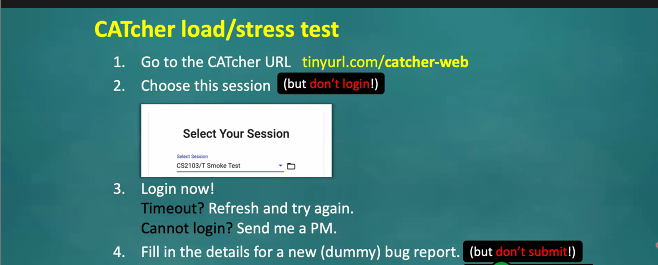 CATcher load/stress test
1. Go to the CATcher URL tinyurl.com/catcher-web
2. Choose this session (but don't login!)
Select Your Session
Select Session
CS2103/T Smoke Test
3. Login now!
Timeout? Refresh and try again.
Cannot login? Send me a PM.
4. Fill in the details for a new (dummy) bug report. (but don't submit!)